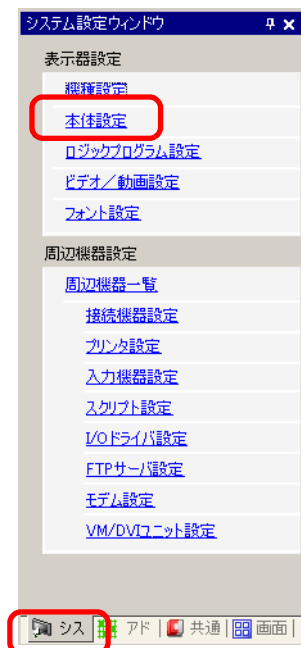 システム設定ウィンドウ
表示器設定
機種設定
本体設定
ロジックプログラム設定
ビデオ／動画設定
フォント設定
周辺機器設定
周辺機器一覧
接続機器設定
プリンタ設定
入力機器設定
スクリプト設定
I/Oドライバ設定
FTPサーバ設定
モデム設定
VM/DVIユニット設定
シス アド 共通 画面